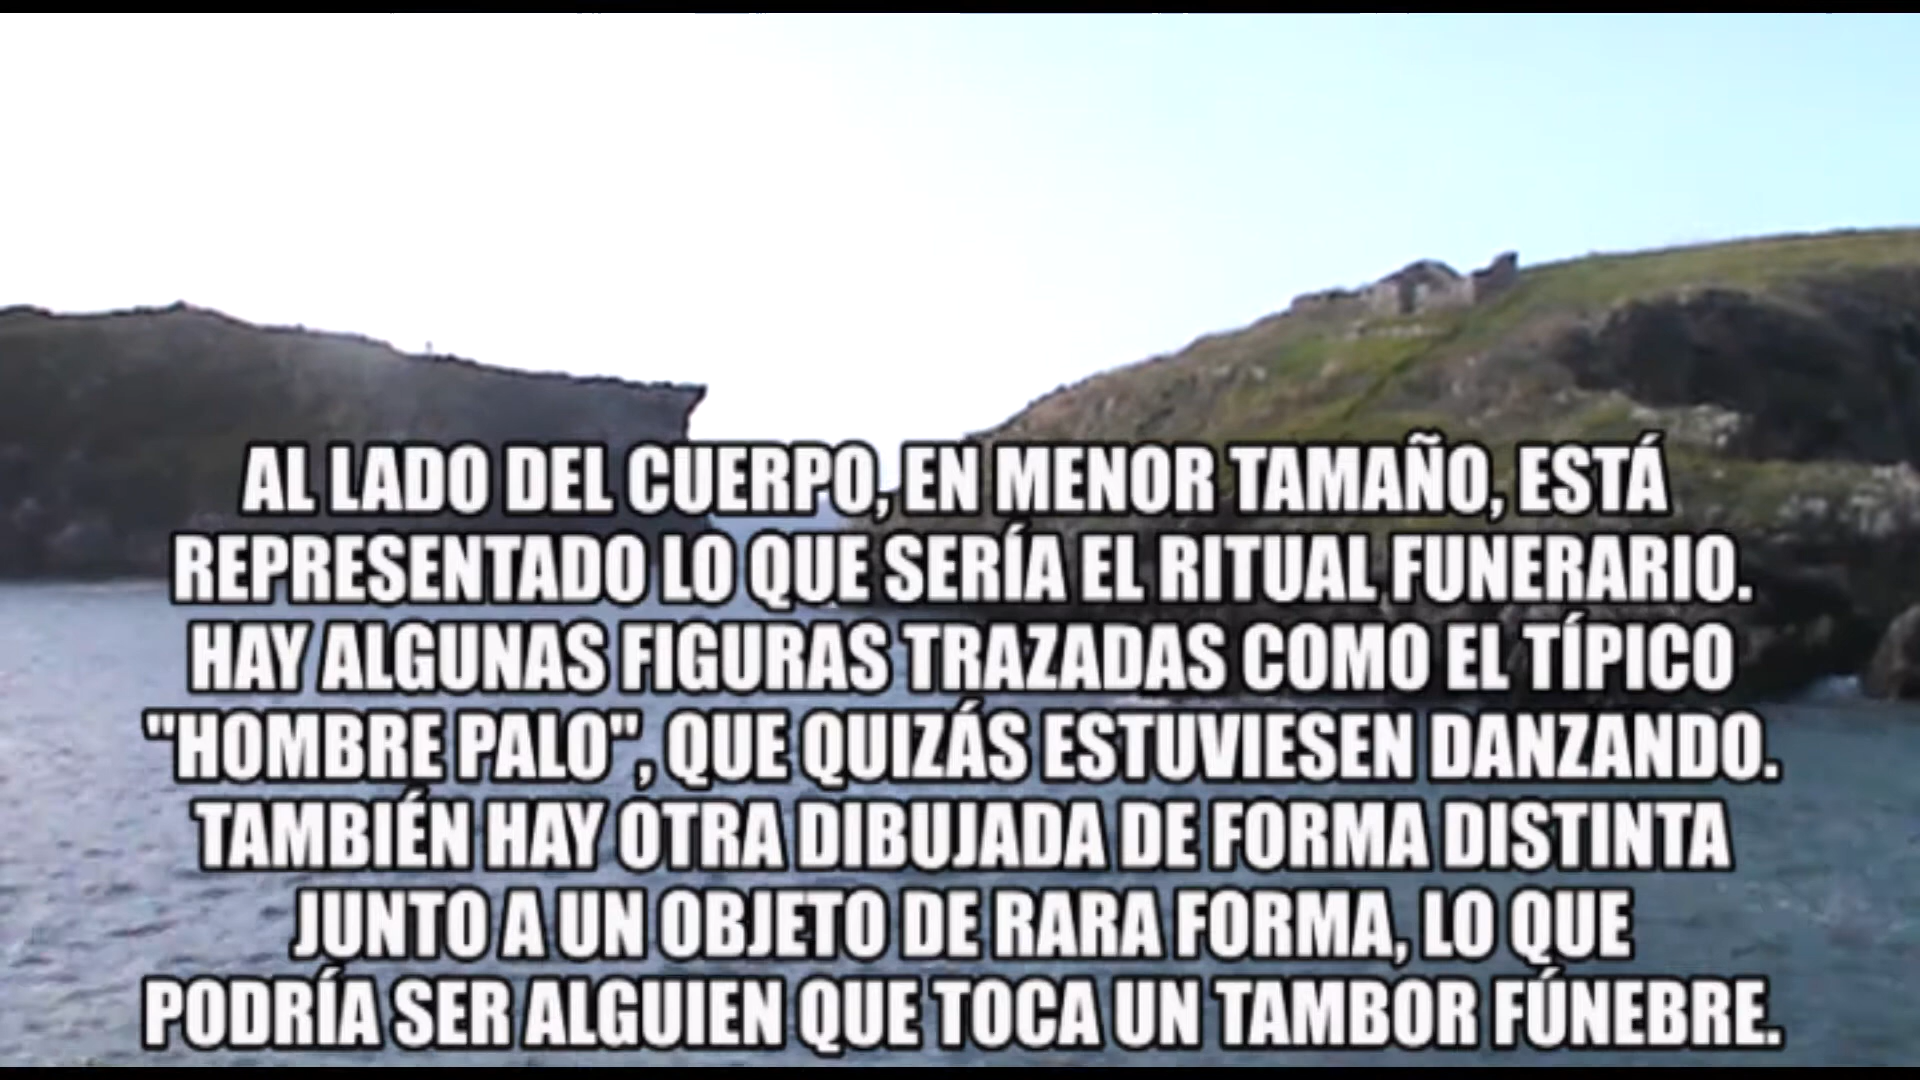 AL LADO DEL CUERPO, EN MENOR TAMAÑO, ESTÁ
REPRESENTADO LO QUE SERÍA EL RITUAL FUNERARIO.
HAY ALGUNAS FIGURAS TRAZADAS COMO EL TÍPICO
"HOMBRE PALO", QUE QUIZÁS ESTUVIESEN DANZANDO.
TAMBIÉN HAY OTRA DIBUJADA DE FORMA DISTINTA
JUNTO A UN OBJETO DE RARA FORMA, LO QUE
PODRÍA SER ALGUIEN QUE TOCA UN TAMBOR FÚNEBRE.